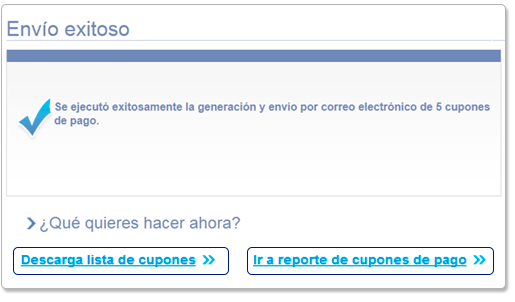 Envío exitoso
Se ejecutó exitosamente la generación y envio por correo electrónico de 5 cupones
de pago.
¿Qué quieres hacer ahora?
Descarga lista de cupones »
Ir a reporte de cupones de pago »